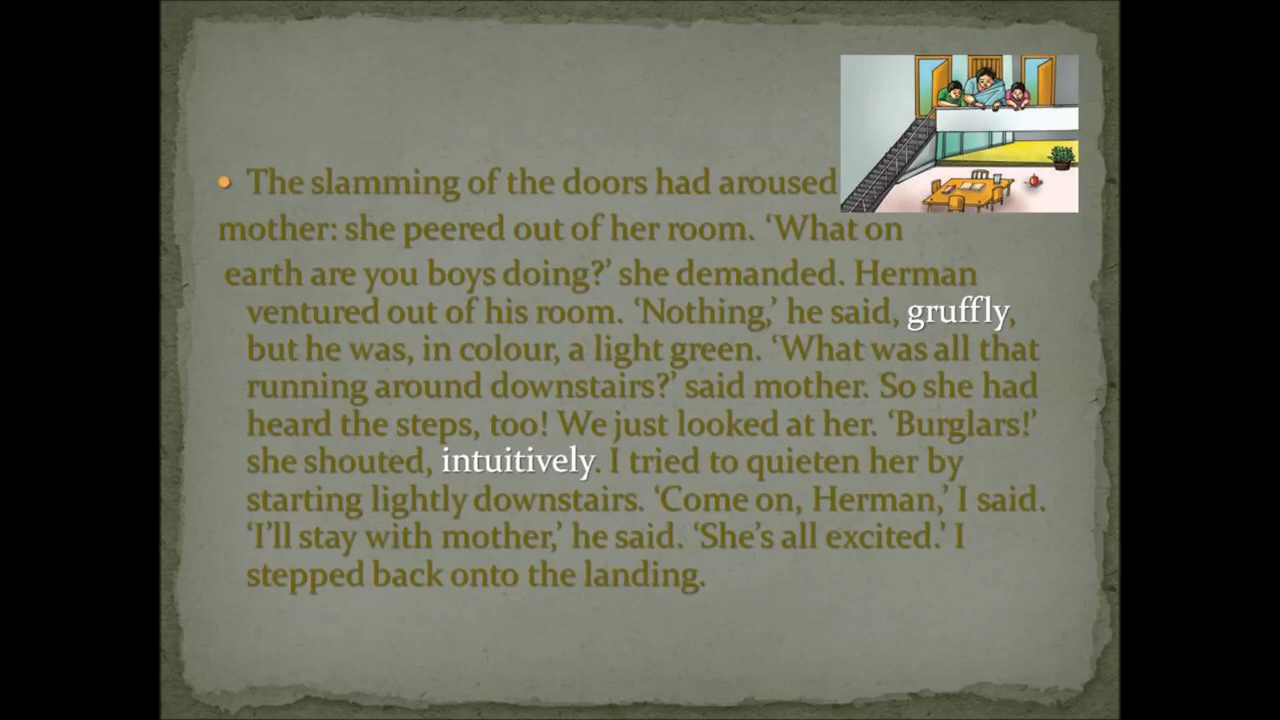 • The slamming of the doors had aroused
mother: she peered out of her room. ‘What on
earth are you boys doing?’ she demanded. Herman
ventured out of his room. ‘Nothing,’ he said, gruffly,
but he was, in colour, a light green. ‘What was all that
running around downstairs?’ said mother. So she had
heard the steps, too! We just looked at her. ‘Burglars!’
she shouted, intuitively. I tried to quieten her by
starting lightly downstairs. ‘Come on, Herman,’ I said.
‘I’ll stay with mother,’ he said. ‘She’s all excited.’ I
stepped back onto the landing.